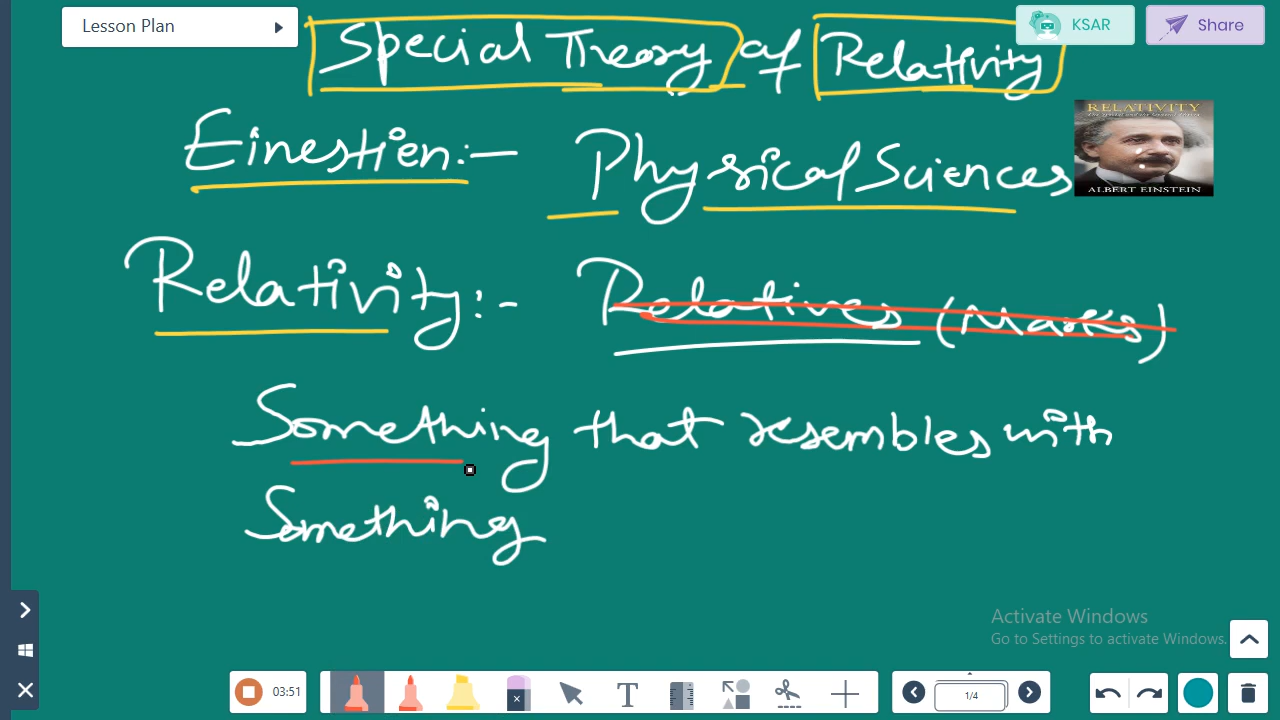 Lesson Plan
Special Theory of Relativity
KSAR
Share
Einestien:- Physical Sciences
RELATIVITY
ALBERT EINSTEIN
Relativity:- Relatives (Marks)
Something that resembles with
Something
Activate Windows
Go to Settings to activate Windows.
03:51
T
1/4